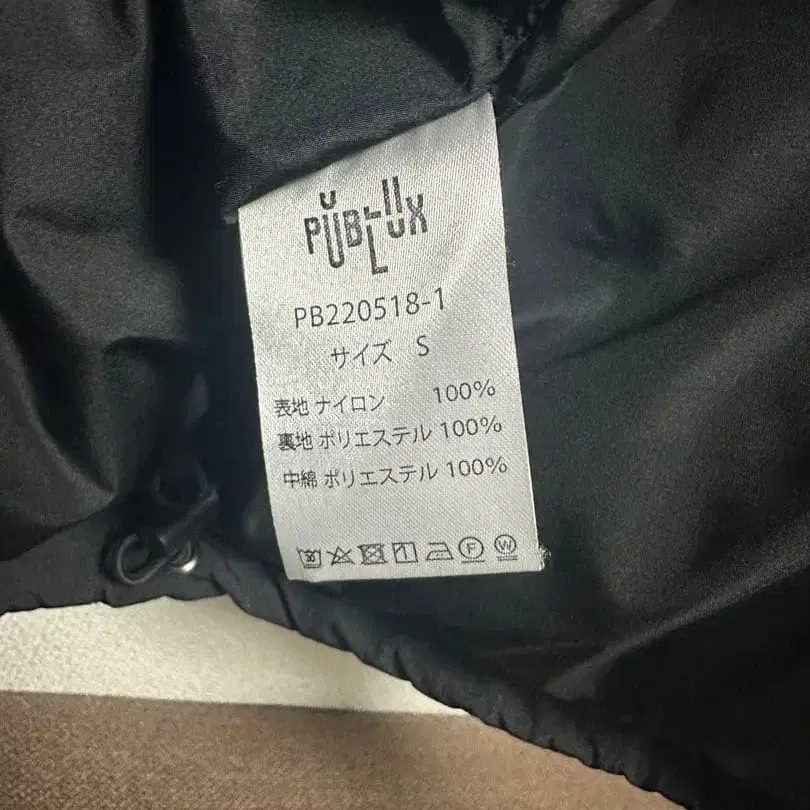 PUBLUX
PB220518-1
サイズ S
表地 ナイロン 100%
裏地 ポリエステル 100%
中綿 ポリエステル 100%
F W